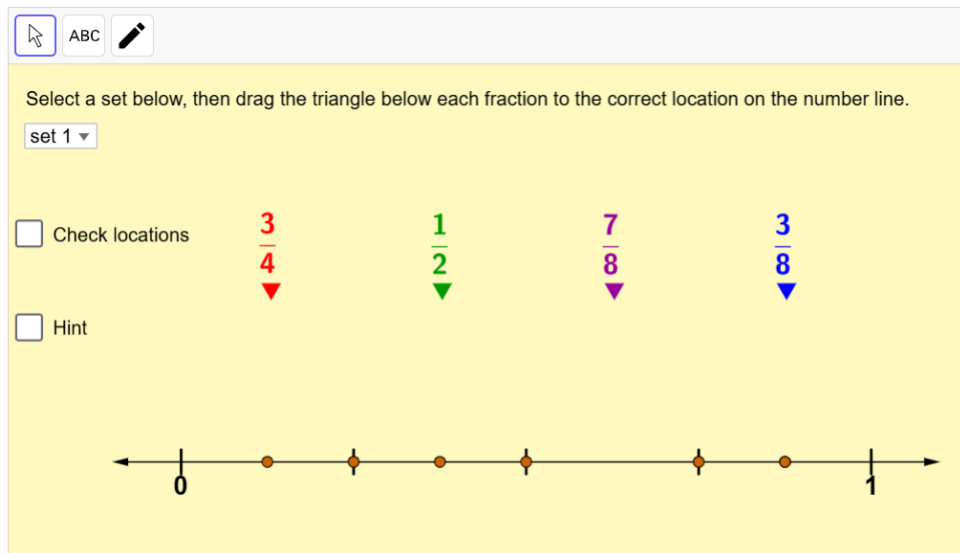 ABC
Select a set below, then drag the triangle below each fraction to the correct location on the number line.
set 1
Check locations
3/4
1/2
7/8
3/8
Hint
0
1